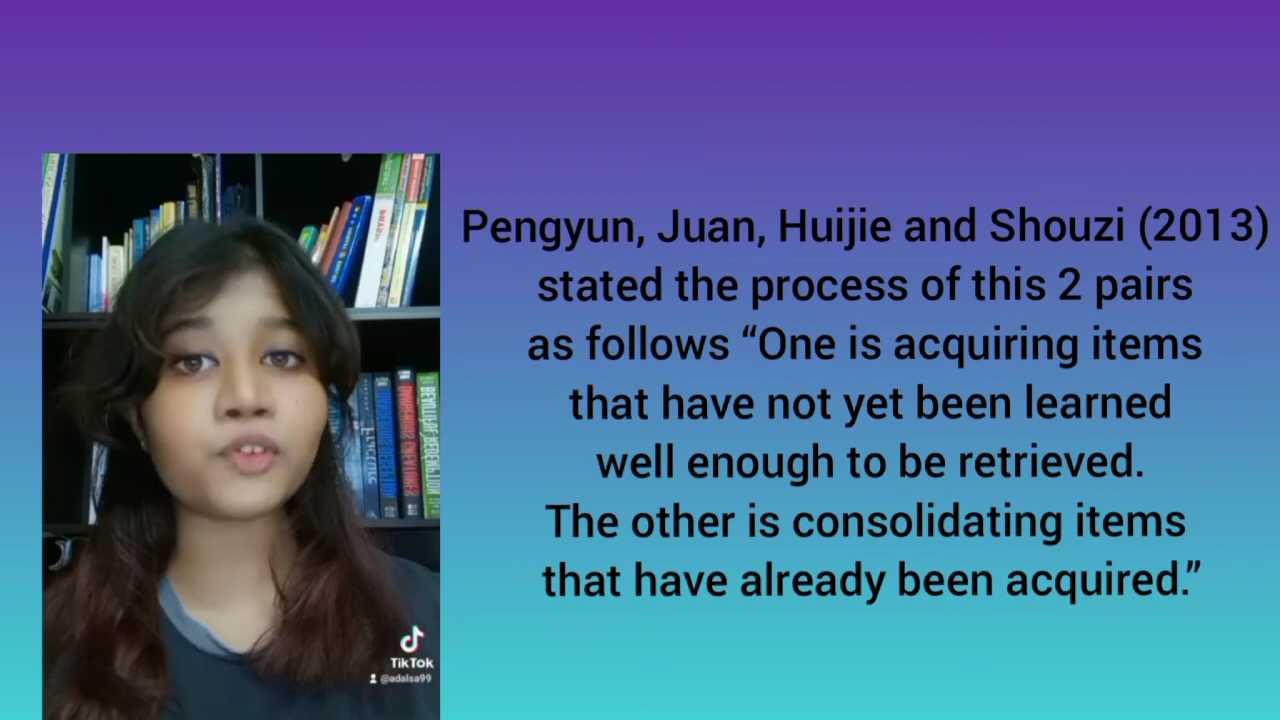 Pengyun, Juan, Huijie and Shouzi (2013)
stated the process of this 2 pairs
as follows “One is acquiring items
that have not yet been learned
well enough to be retrieved.
The other is consolidating items
that have already been acquired.”
TikTok
@adalsa99